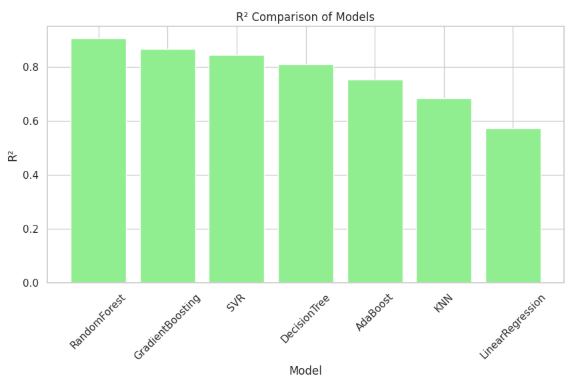 R² Comparison of Models
R²
0.8
0.6
0.4
0.2
0.0
RandomForest
GradientBoosting
SVR
DecisionTree
AdaBoost
KNN
LinearRegression
Model